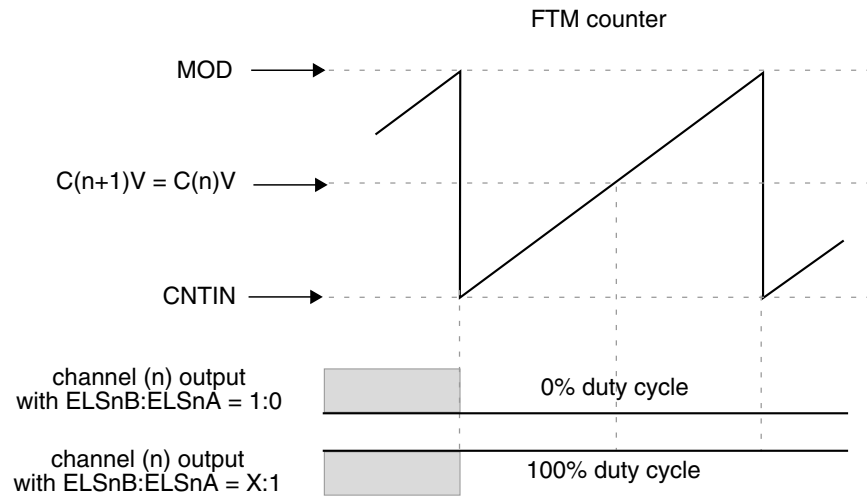 FTM counter
MOD
C(n+1)V = C(n)V
CNTIN
channel (n) output
with ELSnB:ELSnA = 1:0
0% duty cycle
channel (n) output
with ELSnB:ELSnA = X:1
100% duty cycle